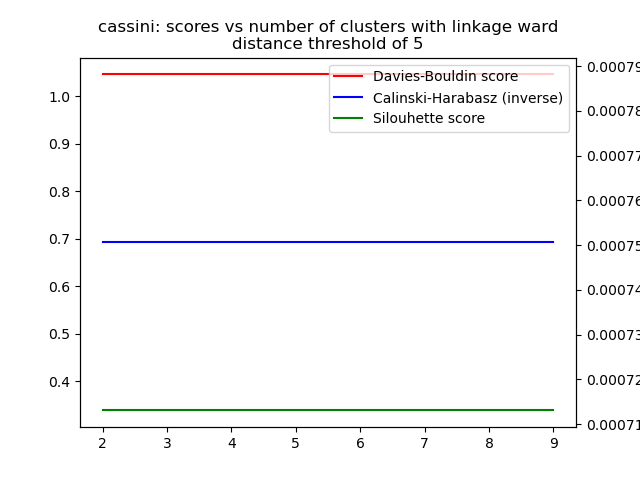 cassini: scores vs number of clusters with linkage ward
distance threshold of 5
Davies-Bouldin score
Calinski-Harabasz (inverse)
Silouhette score
1.0
0.9
0.8
0.7
0.6
0.5
0.4
0.00079
0.00078
0.00077
0.00076
0.00075
0.00074
0.00073
0.00072
0.00071
2 3 4 5 6 7 8 9